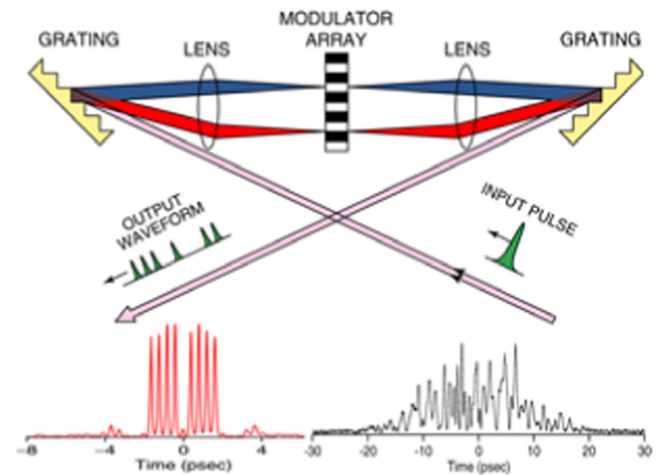 MODULATOR
ARRAY
GRATING
LENS
LENS
GRATING
OUTPUT
WAVEFORM
INPUT PULSE
-8 -4 0 4
Time (psec)
-30 -20 -10 0 10 20 30
Time (psec)